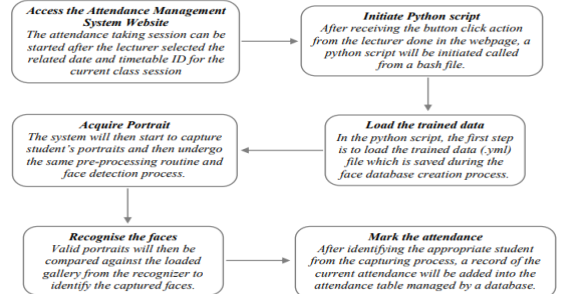 Access the Attendance Management
System Website
The attendance taking session can be
started after the lecturer selected the
related date and timetable ID for the
current class session
Initiate Python script
After receiving the button click action
from the lecturer done in the webpage, a
python script will be initiated called
from a bash file.
Load the trained data
In the python script, the first step
is to load the trained data (.yml)
file which is saved during the
face database creation process.
Acquire Portrait
The system will then start to capture
student's portraits and then undergo
the same pre-processing routine and
face detection process.
Recognise the faces
Valid portraits will then be
compared against the loaded
gallery from the recognizer to
identify the captured faces.
Mark the attendance
After identifying the appropriate student
from the capturing process, a record of the
current attendance will be added into the
attendance table managed by a database.